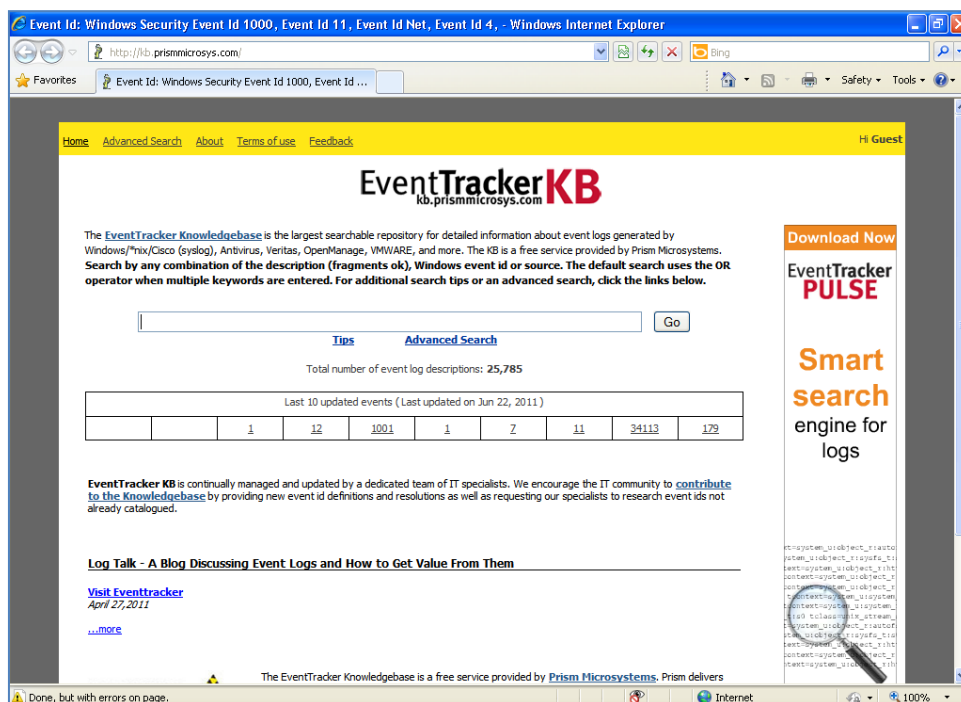 Event Id: Windows Security Event Id 1000, Event Id 11, Event Id Net, Event Id 4, - Windows Internet Explorer
http://kb.prismmicrosys.com/
Bing
Favorites
Event Id: Windows Security Event Id 1000, Event Id ...
Safety
Tools
Home Advanced Search About Terms of use Feedback
Hi Guest
EventTrackerKB
kb.prismmicrosys.com
The EventTracker Knowledgebase is the largest searchable repository for detailed information about event logs generated by
Windows/*nix/Cisco (syslog), Antivirus, Veritas, OpenManage, VMWARE, and more. The KB is a free service provided by Prism Microsystems.
Search by any combination of the description (fragments ok), Windows event id or source. The default search uses the OR
operator when multiple keywords are entered. For additional search tips or an advanced search, click the links below.
Go
Tips Advanced Search
Total number of event log descriptions: 25,785
Last 10 updated events ( Last updated on Jun 22, 2011 )
1 12 1001 1 7 11 34113 179
EventTracker KB is continually managed and updated by a dedicated team of IT specialists. We encourage the IT community to contribute
to the Knowledgebase by providing new event id definitions and resolutions as well as requesting our specialists to research event ids not
already catalogued.
Log Talk - A Blog Discussing Event Logs and How to Get Value From Them
Visit Eventtracker
April 27,2011
...more
The EventTracker Knowledgebase is a free service provided by Prism Microsystems. Prism delivers
Download Now
EventTracker
PULSE
Smart
search
engine for
logs
Done, but with errors on page.
Internet
100%